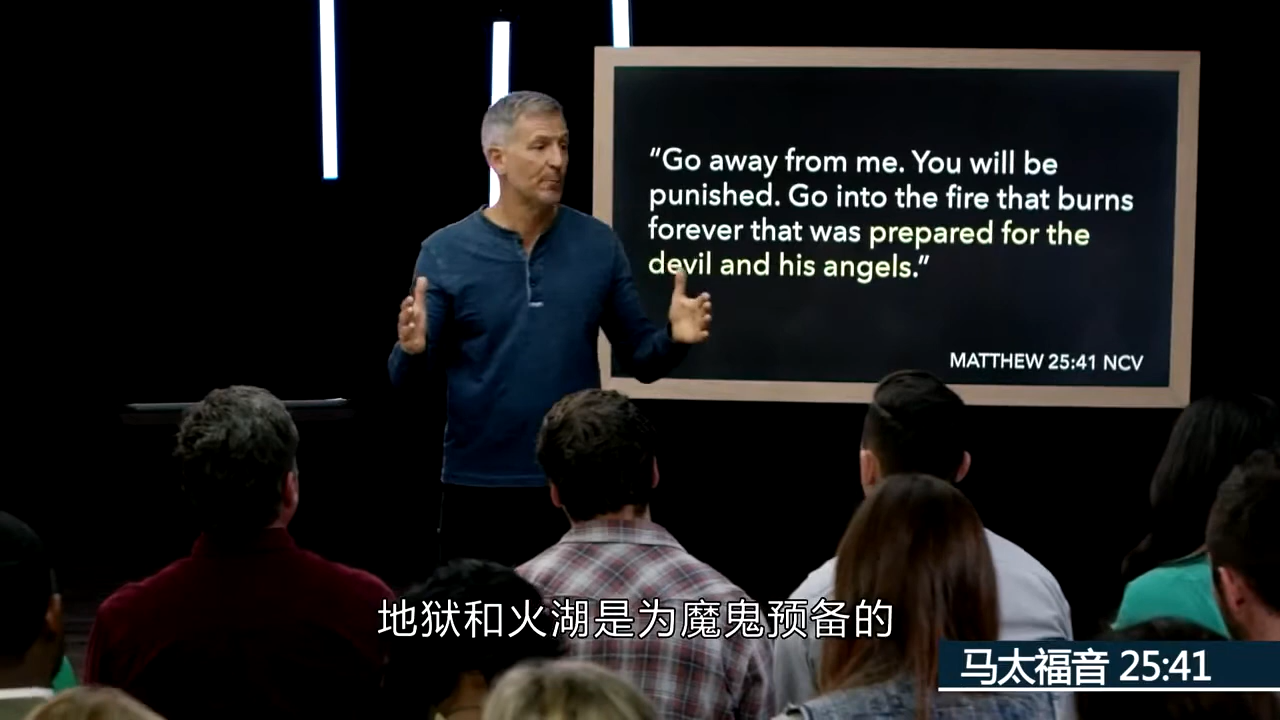 “Go away from me. You will be
punished. Go into the fire that burns
forever that was prepared for the
devil and his angels.”
MATTHEW 25:41 NCV
地狱和火湖是为魔鬼预备的
马太福音 25:41